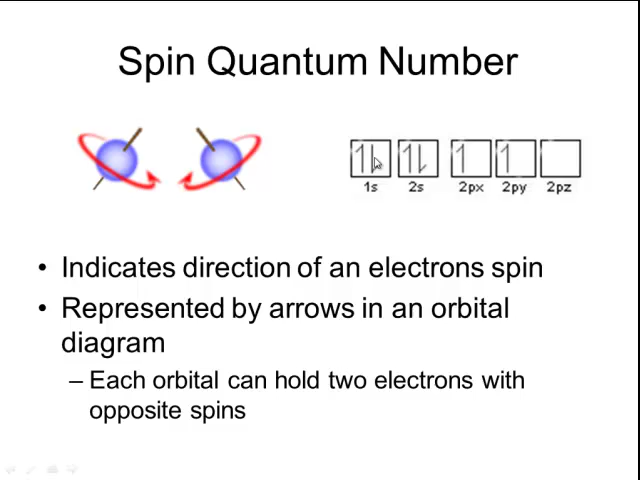 Spin Quantum Number
1s 2s 2px 2py 2pz
• Indicates direction of an electrons spin
• Represented by arrows in an orbital
diagram
– Each orbital can hold two electrons with
opposite spins